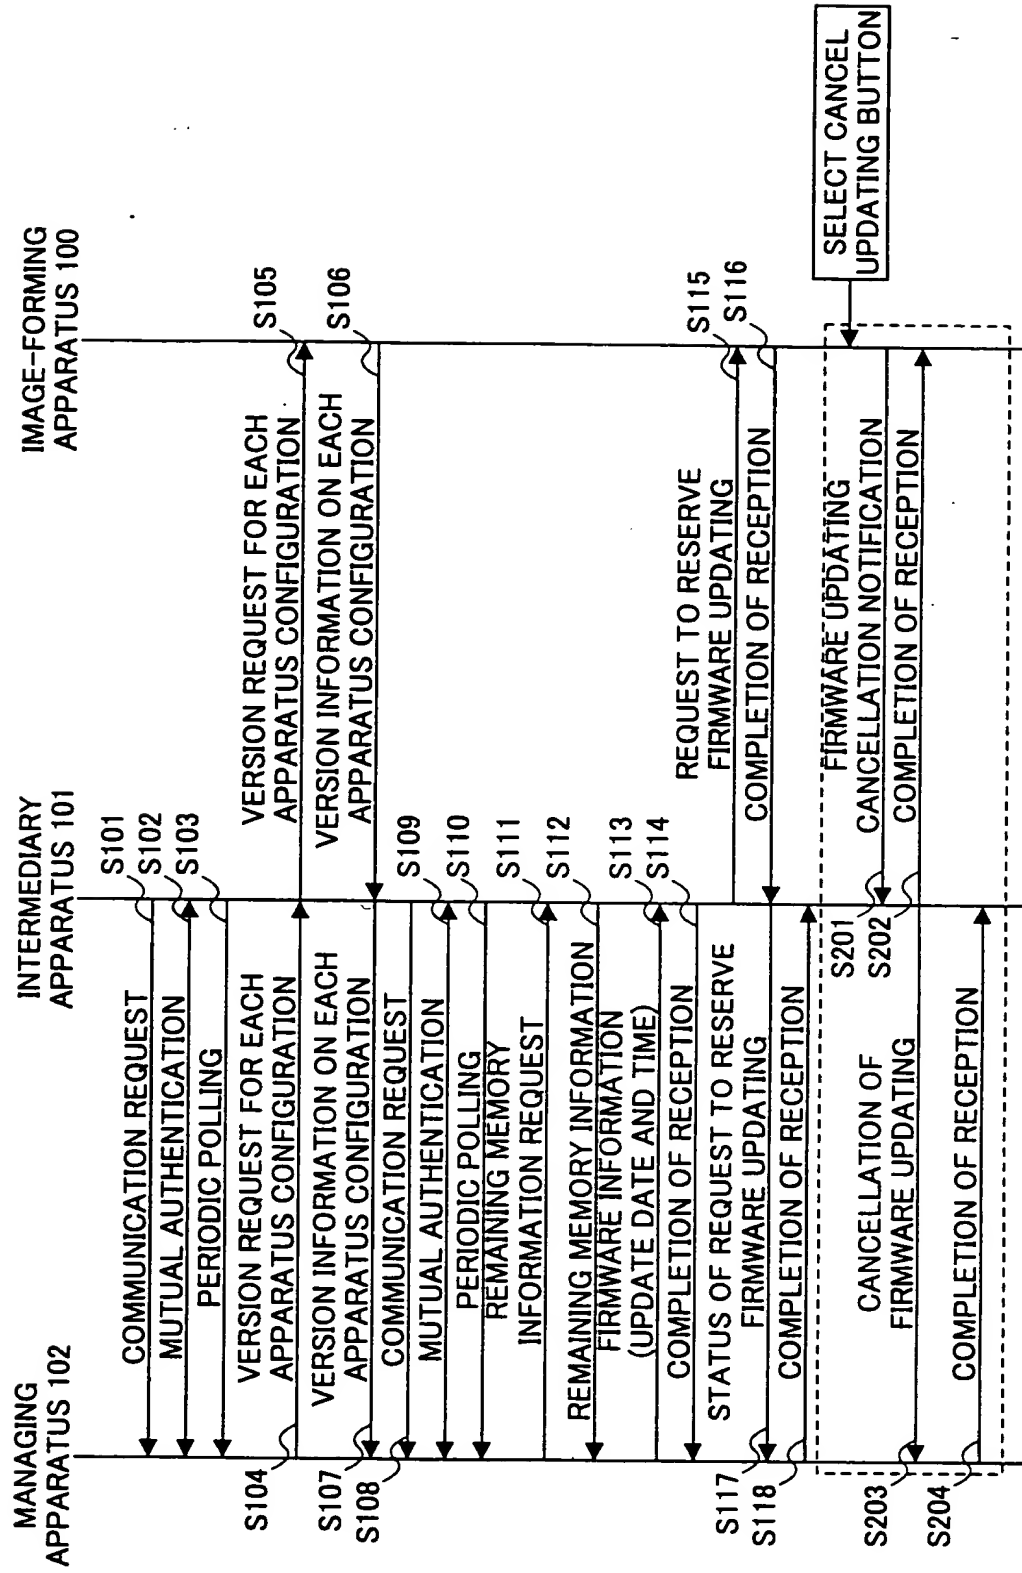 MANAGING
APPARATUS 102
INTERMEDIARY
APPARATUS 101
IMAGE-FORMING
APPARATUS 100
COMMUNICATION REQUEST
S101
MUTUAL AUTHENTICATION
S102
PERIODIC POLLING
S103
VERSION REQUEST FOR EACH
APPARATUS CONFIGURATION
S104
VERSION REQUEST FOR EACH
APPARATUS CONFIGURATION
S105
VERSION INFORMATION ON EACH
APPARATUS CONFIGURATION
S106
VERSION INFORMATION ON EACH
APPARATUS CONFIGURATION
S107
COMMUNICATION REQUEST
S108
MUTUAL AUTHENTICATION
S109
PERIODIC POLLING
S110
REMAINING MEMORY
INFORMATION REQUEST
S111
REMAINING MEMORY INFORMATION
S112
FIRMWARE INFORMATION
(UPDATE DATE AND TIME)
S113
COMPLETION OF RECEPTION
S114
REQUEST TO RESERVE
FIRMWARE UPDATING
S115
COMPLETION OF RECEPTION
S116
STATUS OF REQUEST TO RESERVE
FIRMWARE UPDATING
S117
COMPLETION OF RECEPTION
S118
SELECT CANCEL
UPDATING BUTTON
FIRMWARE UPDATING
CANCELLATION NOTIFICATION
S201
COMPLETION OF RECEPTION
S202
CANCELLATION OF
FIRMWARE UPDATING
S203
COMPLETION OF RECEPTION
S204